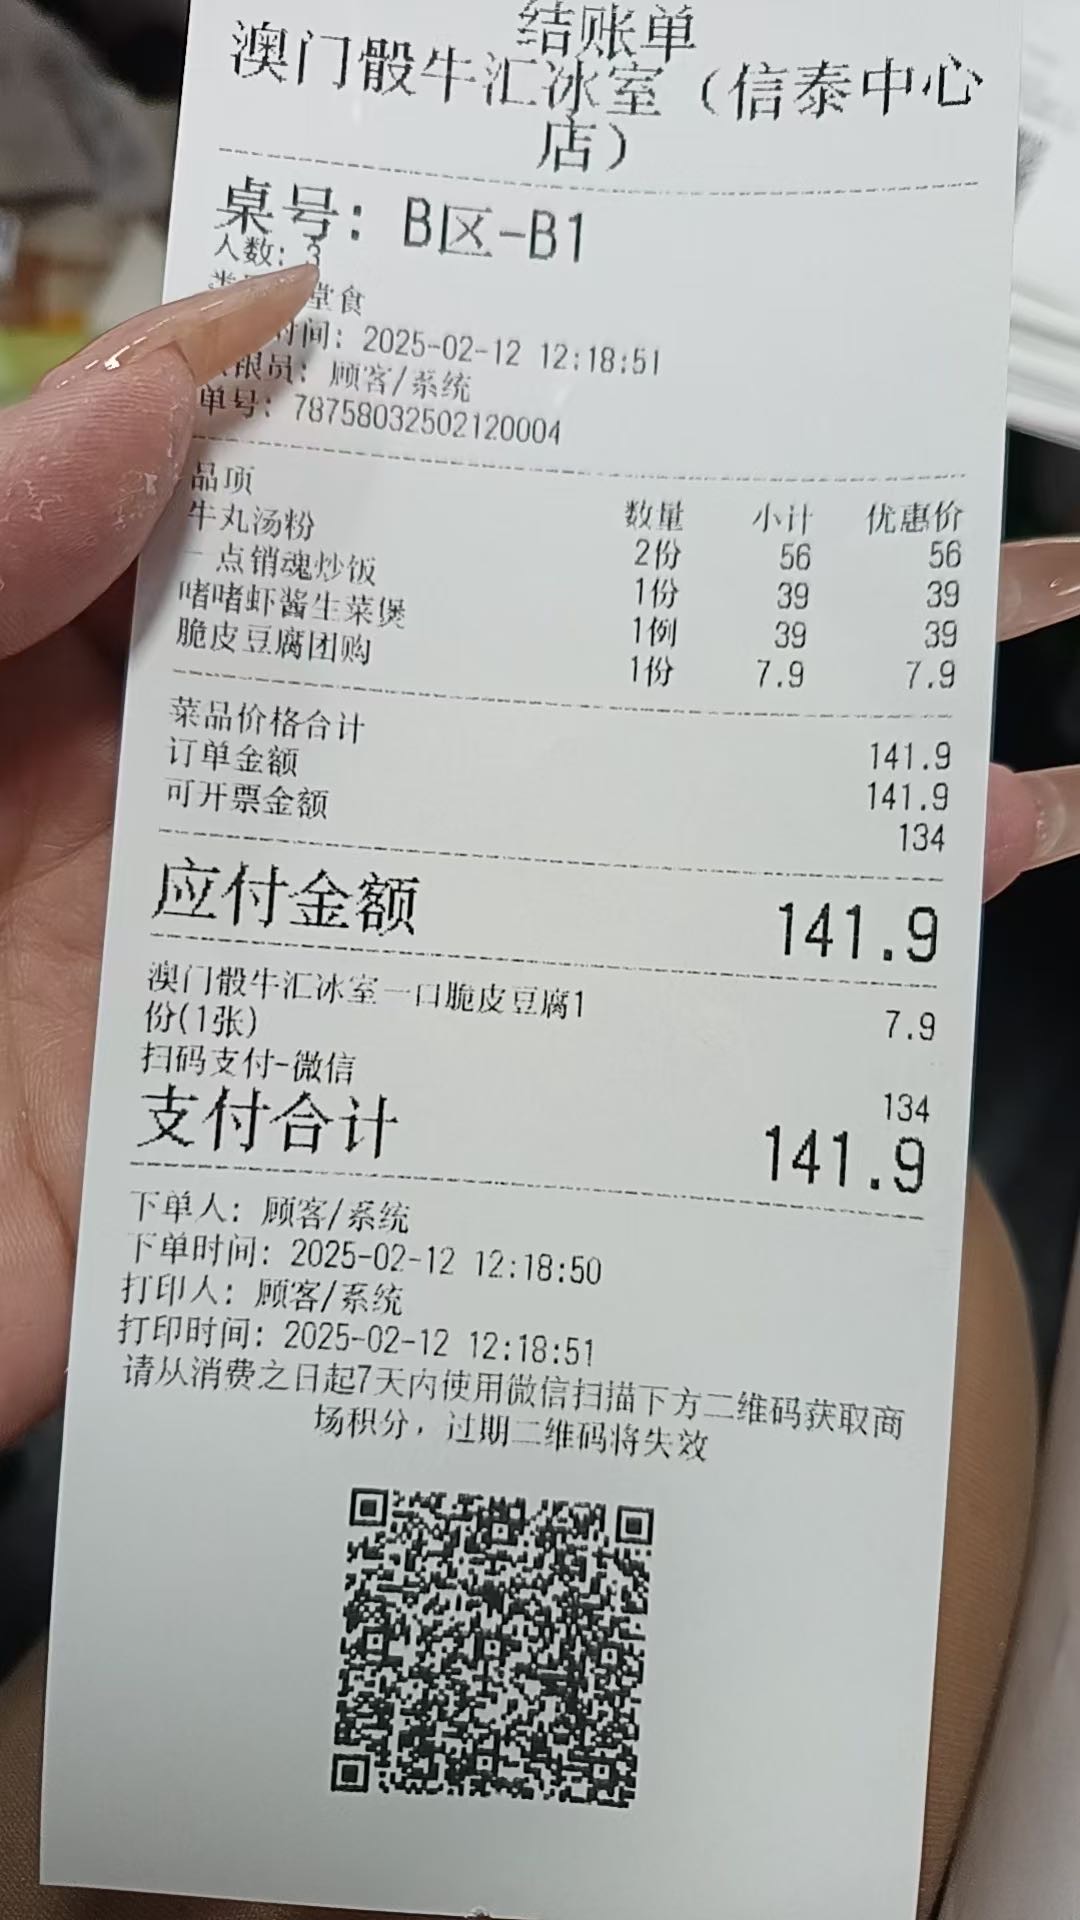 结账单
澳门骰牛汇冰室（信泰中心
店）
桌号：B区-B1
人数：3
堂食
时间：2025-02-12 12:18:51
银员：顾客/系统
单号：78758032502120004
品项 数量 小计 优惠价
牛丸汤粉 2份 56 56
一点销魂炒饭 1份 39 39
啫啫虾酱生菜煲 1例 39 39
脆皮豆腐团购 1份 7.9 7.9
菜品价格合计 141.9
订单金额 141.9
可开票金额 134
应付金额 141.9
澳门骰牛汇冰室一口脆皮豆腐1
份(1张) 7.9
扫码支付-微信 134
支付合计 141.9
下单人：顾客/系统
下单时间：2025-02-12 12:18:50
打印人：顾客/系统
打印时间：2025-02-12 12:18:51
请从消费之日起7天内使用微信扫描下方二维码获取商
场积分，过期二维码将失效